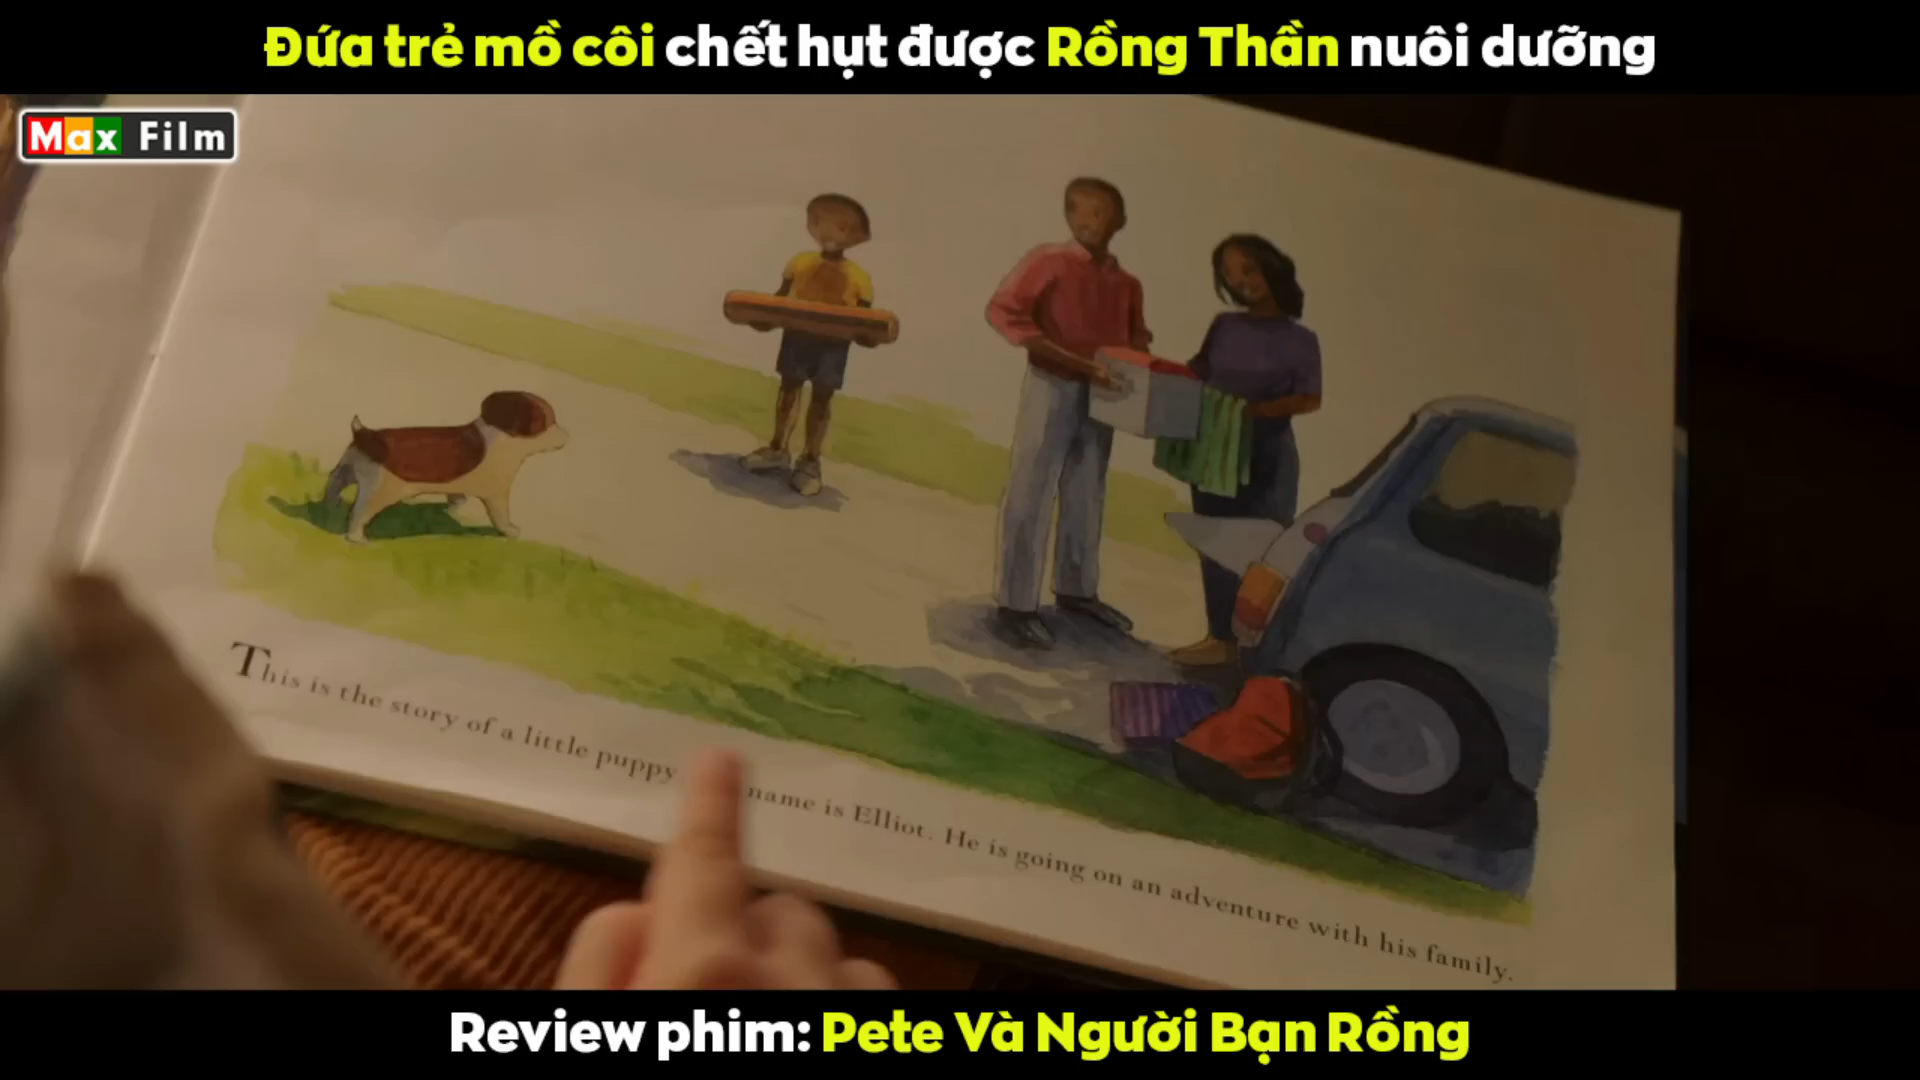 Đứa trẻ mồ côi chết hụt được Rồng Thần nuôi dưỡng
Max Film
This is the story of a little puppy name is Elliot. He is going on an adventure with his family.
Review phim: Pete Và Người Bạn Rồng